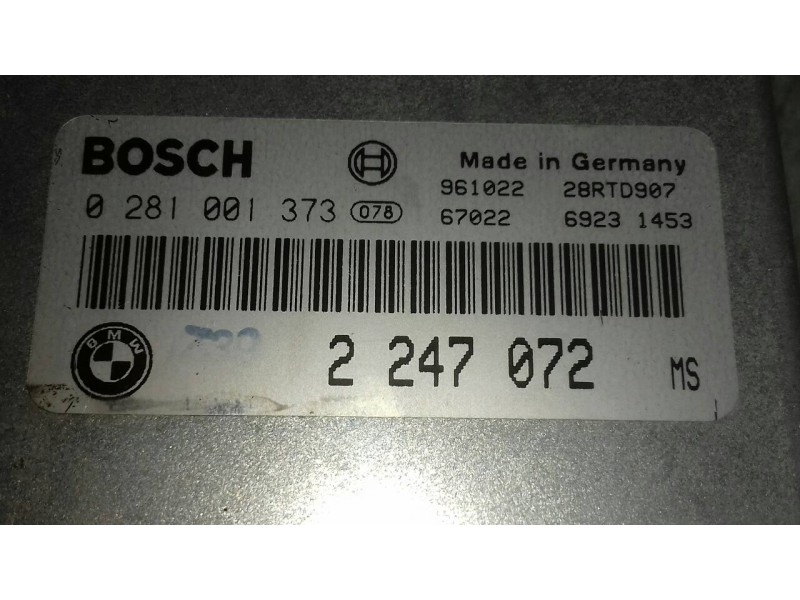 BOSCH Made in Germany
961022 28RTD907
0 281 001 373 078 67022 6923 1453
BMW 2 247 072 MS